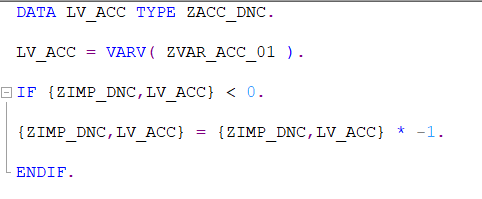 DATA LV_ACC TYPE ZACC_DNC.
LV_ACC = VARV( ZVAR_ACC_01 ).
IF {ZIMP_DNC,LV_ACC} < 0.
{ZIMP_DNC,LV_ACC} = {ZIMP_DNC,LV_ACC} * -1.
ENDIF.